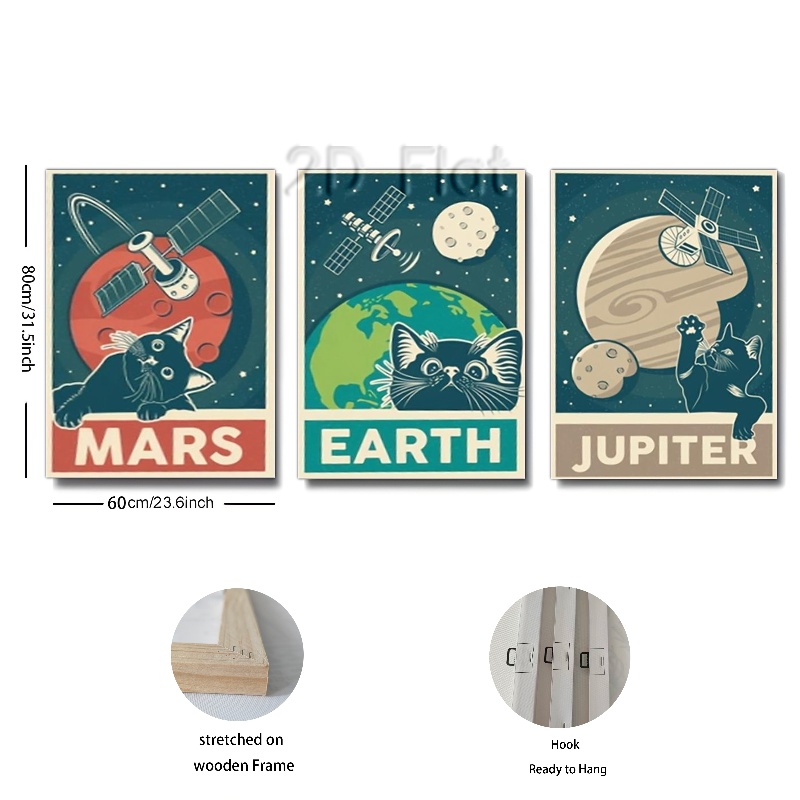 2D Flat
80cm/31.5inch
MARS
EARTH
JUPITER
60cm/23.6inch
stretched on
wooden Frame
Hook
Ready to Hang